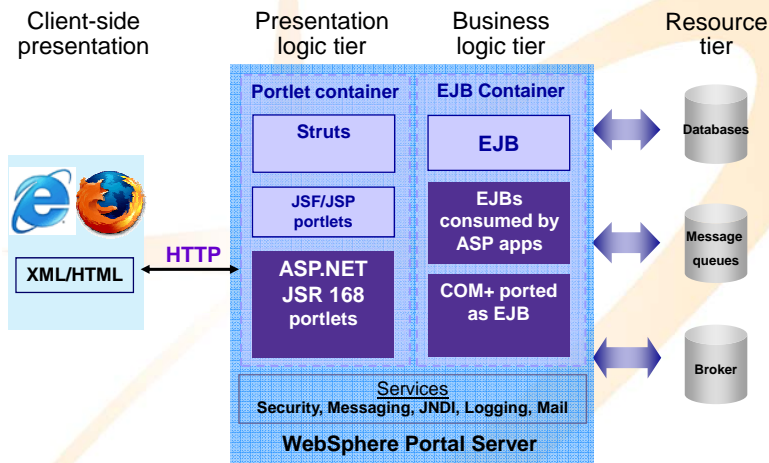 Client-side
presentation
Presentation
logic tier
Business
logic tier
Resource
tier
Portlet container
EJB Container
Struts
EJB
Databases
JSF/JSP
portlets
EJBs
consumed by
ASP apps
Message
queues
HTTP
XML/HTML
ASP.NET
JSR 168
portlets
COM+ ported
as EJB
Broker
Services
Security, Messaging, JNDI, Logging, Mail
WebSphere Portal Server